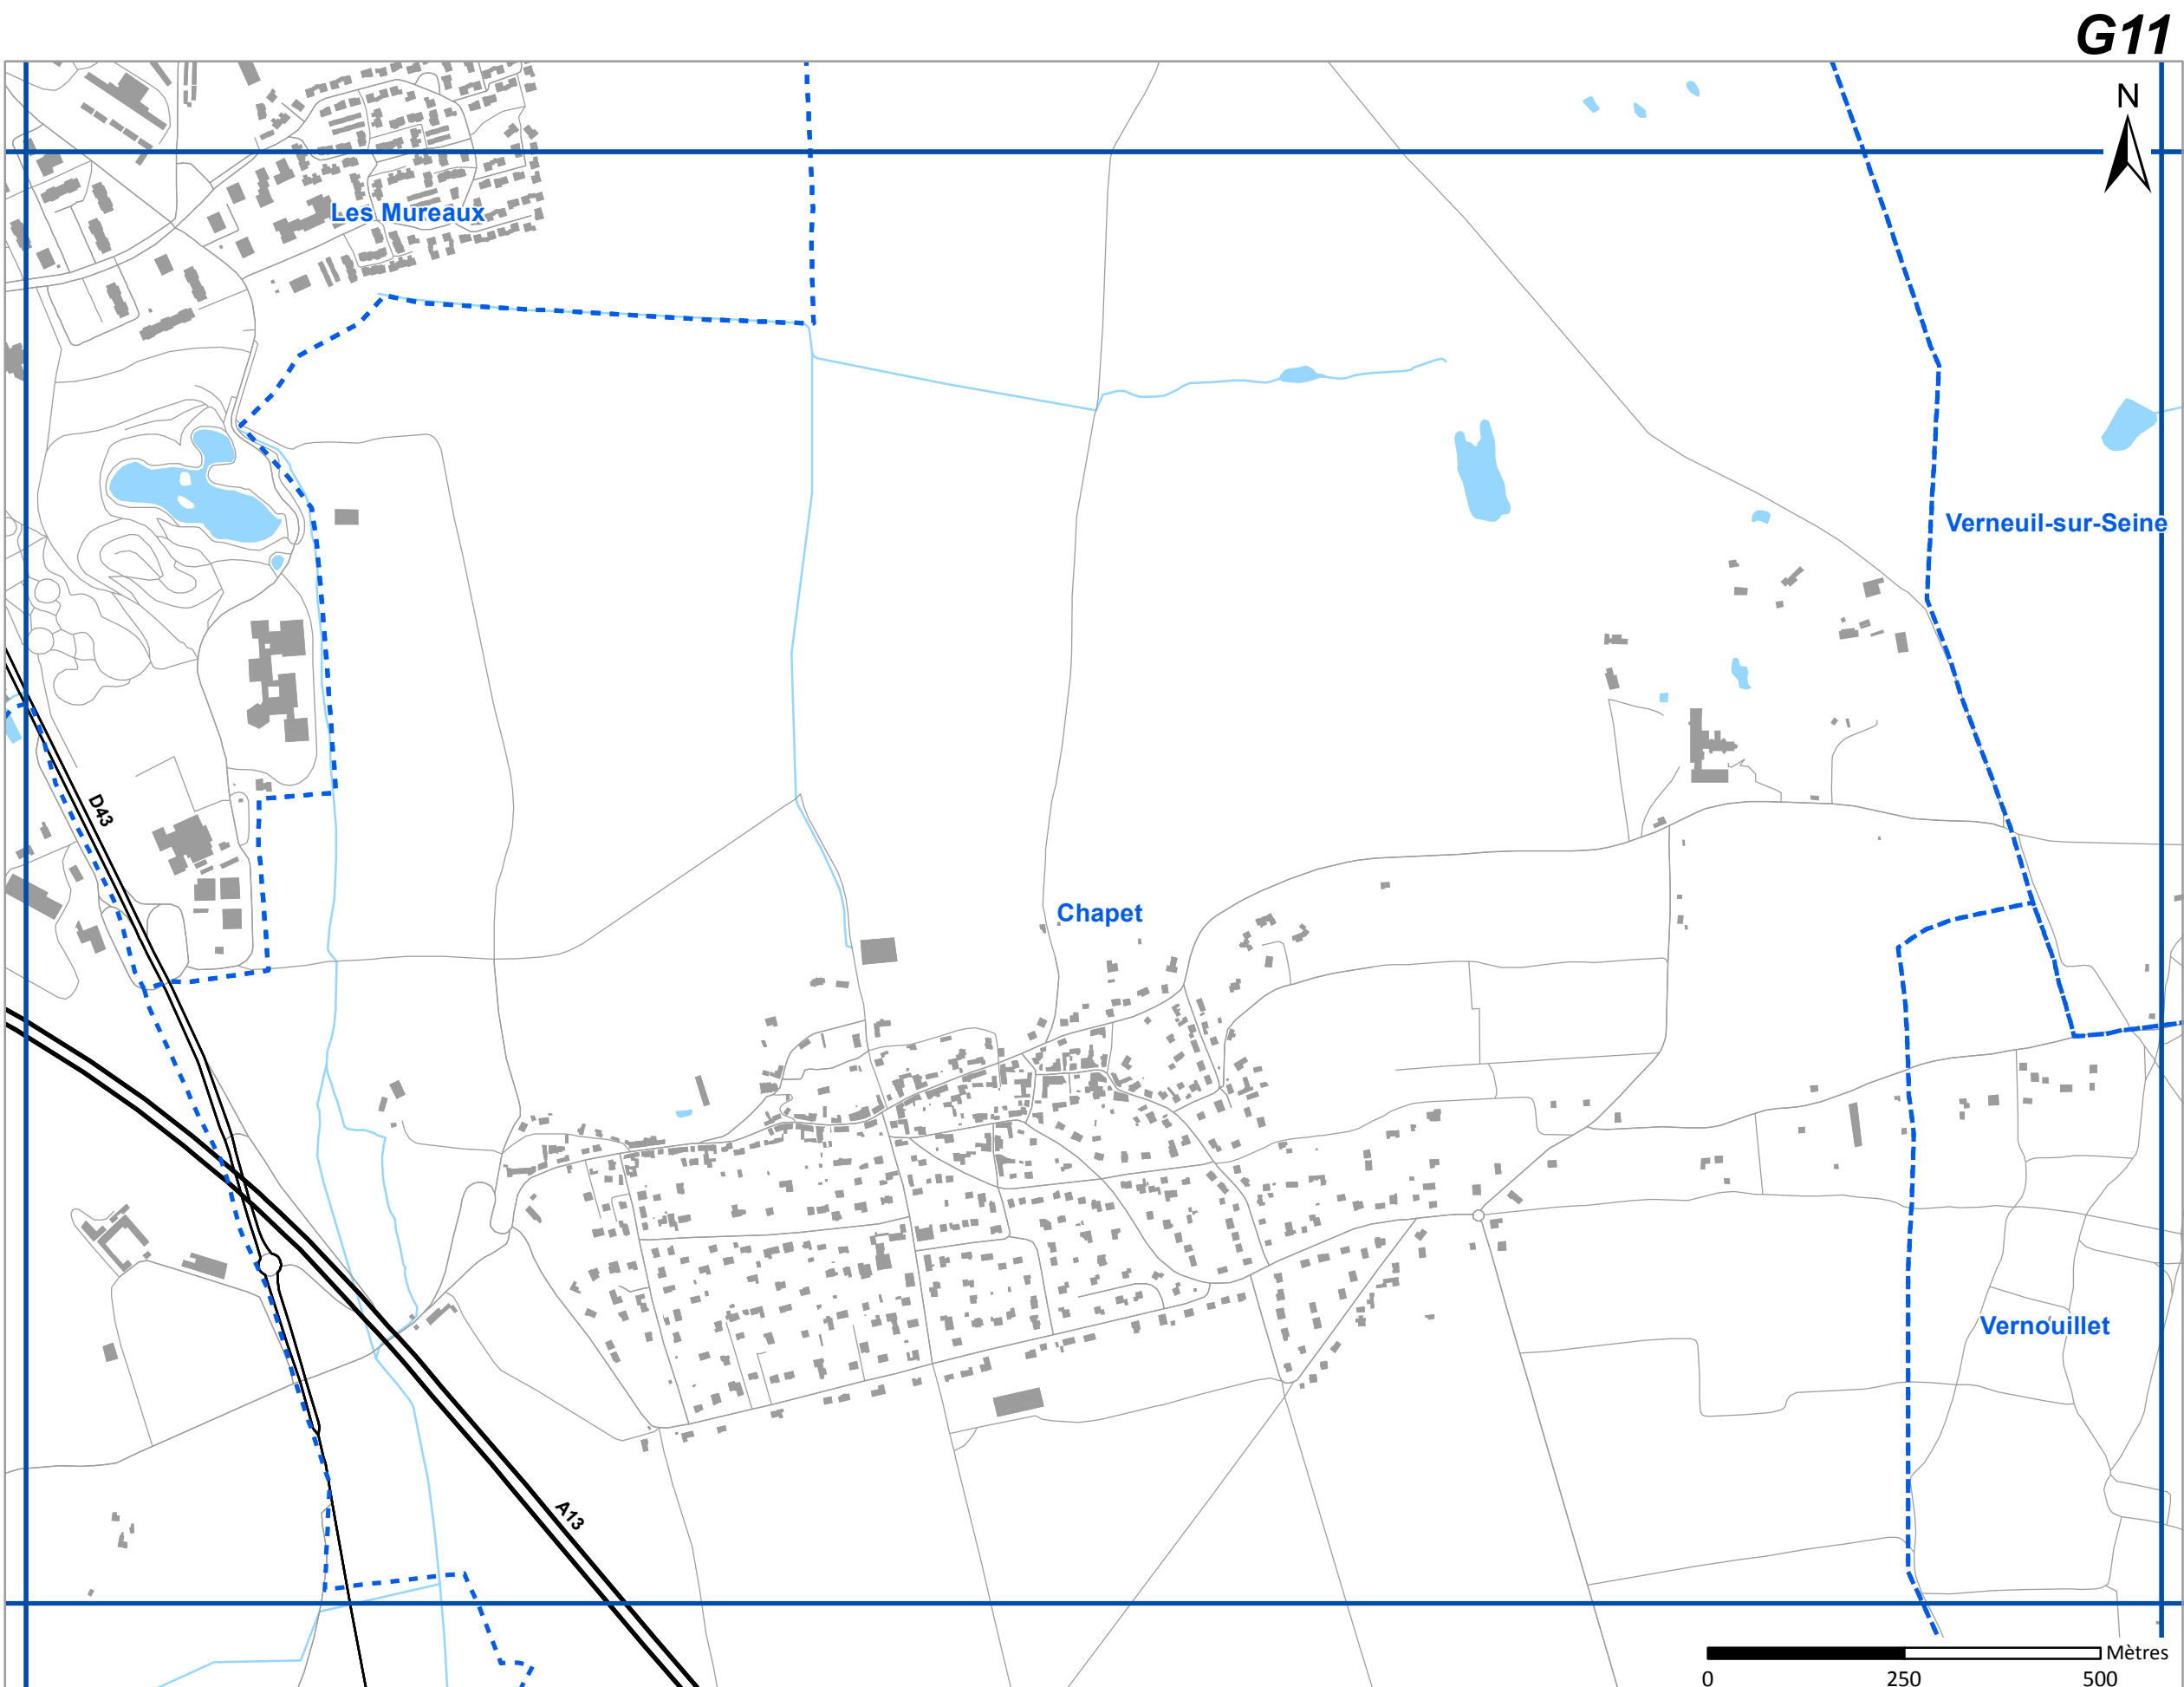 G11
N
Les Mureaux
Verneuil-sur-Seine
D43
Chapet
Vernouillet
A13
Mètres
0 250 500